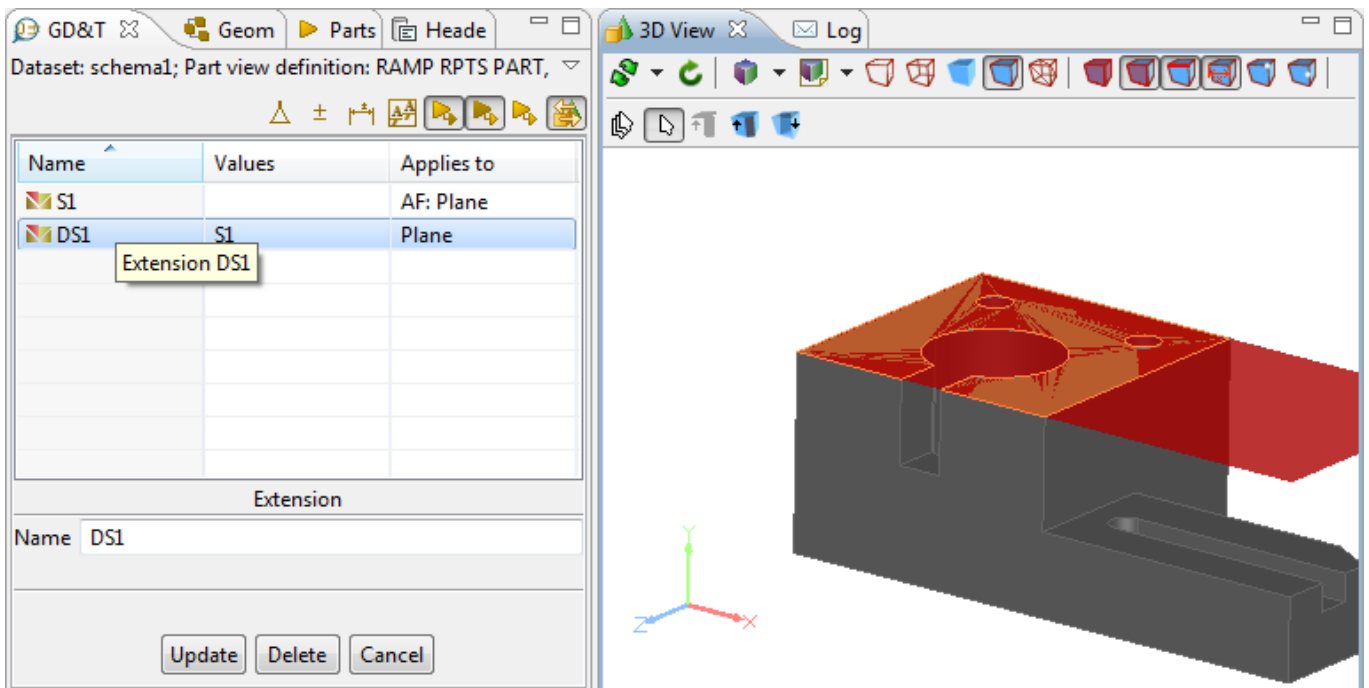 GD&T Geom Parts Heade
Dataset: schema1; Part view definition: RAMP RPTS PART,
Name Values Applies to
S1 AF: Plane
DS1 S1 Plane
Extension DS1
Extension
Name DS1
Update Delete Cancel
3D View Log
Y
Z
X